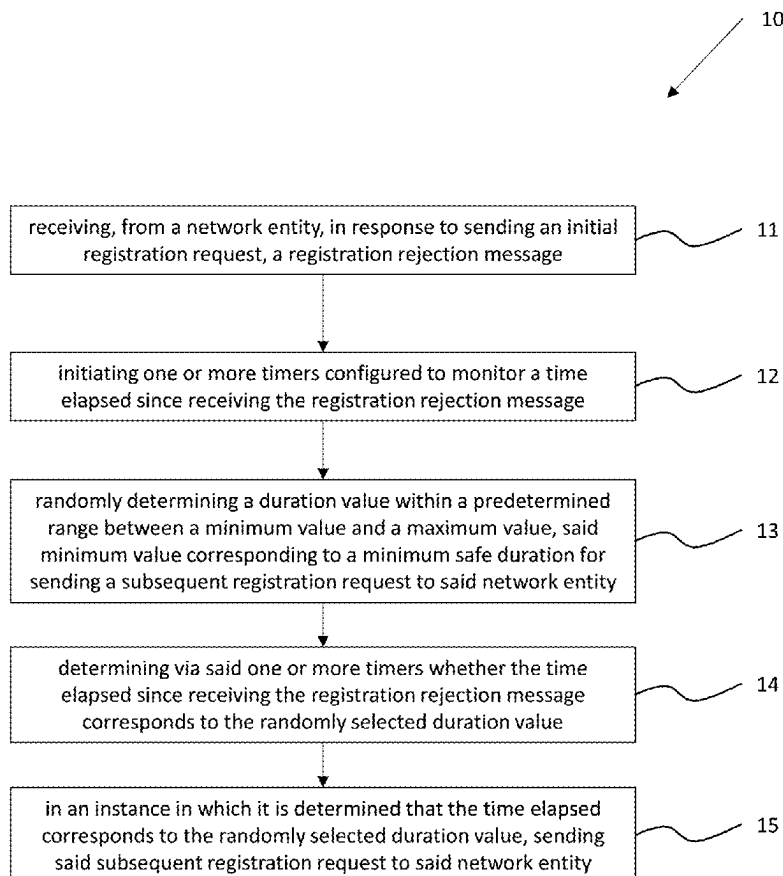 10
receiving, from a network entity, in response to sending an initial
registration request, a registration rejection message
11
initiating one or more timers configured to monitor a time
elapsed since receiving the registration rejection message
12
randomly determining a duration value within a predetermined
range between a minimum value and a maximum value, said
minimum value corresponding to a minimum safe duration for
sending a subsequent registration request to said network entity
13
determining via said one or more timers whether the time
elapsed since receiving the registration rejection message
corresponds to the randomly selected duration value
14
in an instance in which it is determined that the time elapsed
corresponds to the randomly selected duration value, sending
said subsequent registration request to said network entity
15